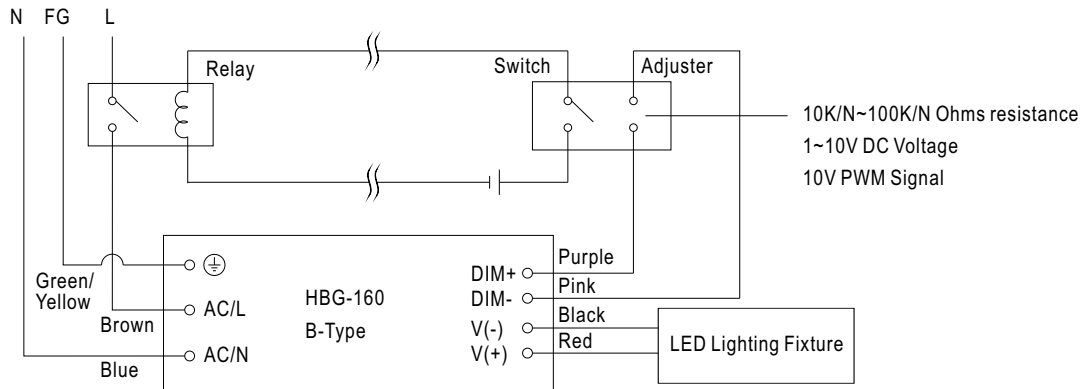 N FG L
Relay
Switch
Adjuster
10K/N~100K/N Ohms resistance
1~10V DC Voltage
10V PWM Signal
Green/
Yellow
Brown
Blue
AC/L
AC/N
HBG-160
B-Type
DIM+
DIM-
V(-)
V(+)
Purple
Pink
Black
Red
LED Lighting Fixture